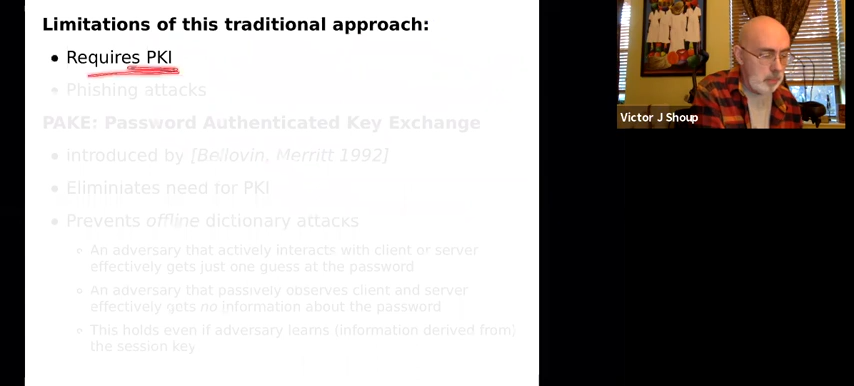 Limitations of this traditional approach:
• Requires PKI
• Phishing attacks
PAKE: Password Authenticated Key Exchange
• introduced by [Bellovin, Merritt 1992]
• Eliminiates need for PKI
• Prevents offline dictionary attacks
◦ An adversary that actively interacts with client or server
effectively gets just one guess at the password
◦ An adversary that passively observes client and server
effectively gets no information about the password
◦ This holds even if adversary learns (information derived from)
the session key
Victor J Shoup